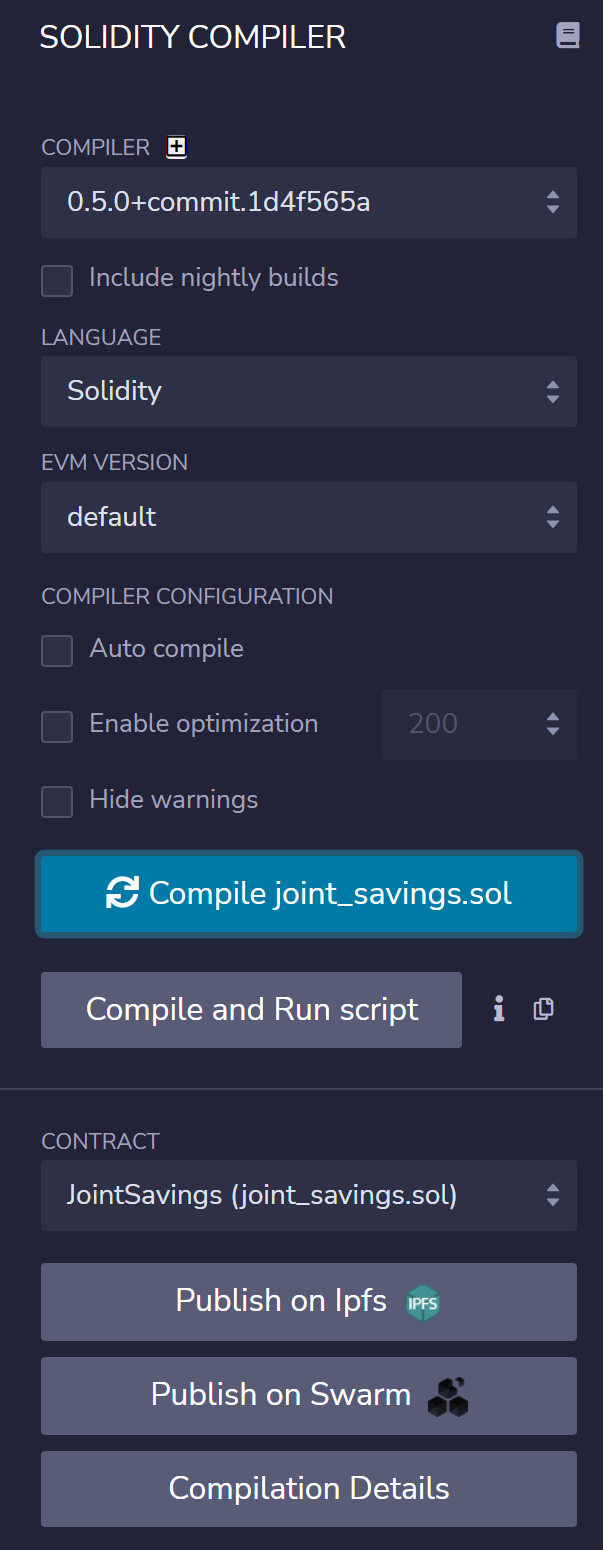 SOLIDITY COMPILER
COMPILER
0.5.0+commit.1d4f565a
Include nightly builds
LANGUAGE
Solidity
EVM VERSION
default
COMPILER CONFIGURATION
Auto compile
Enable optimization 200
Hide warnings
Compile joint_savings.sol
Compile and Run script
CONTRACT
JointSavings (joint_savings.sol)
Publish on Ipfs IPFS
Publish on Swarm
Compilation Details